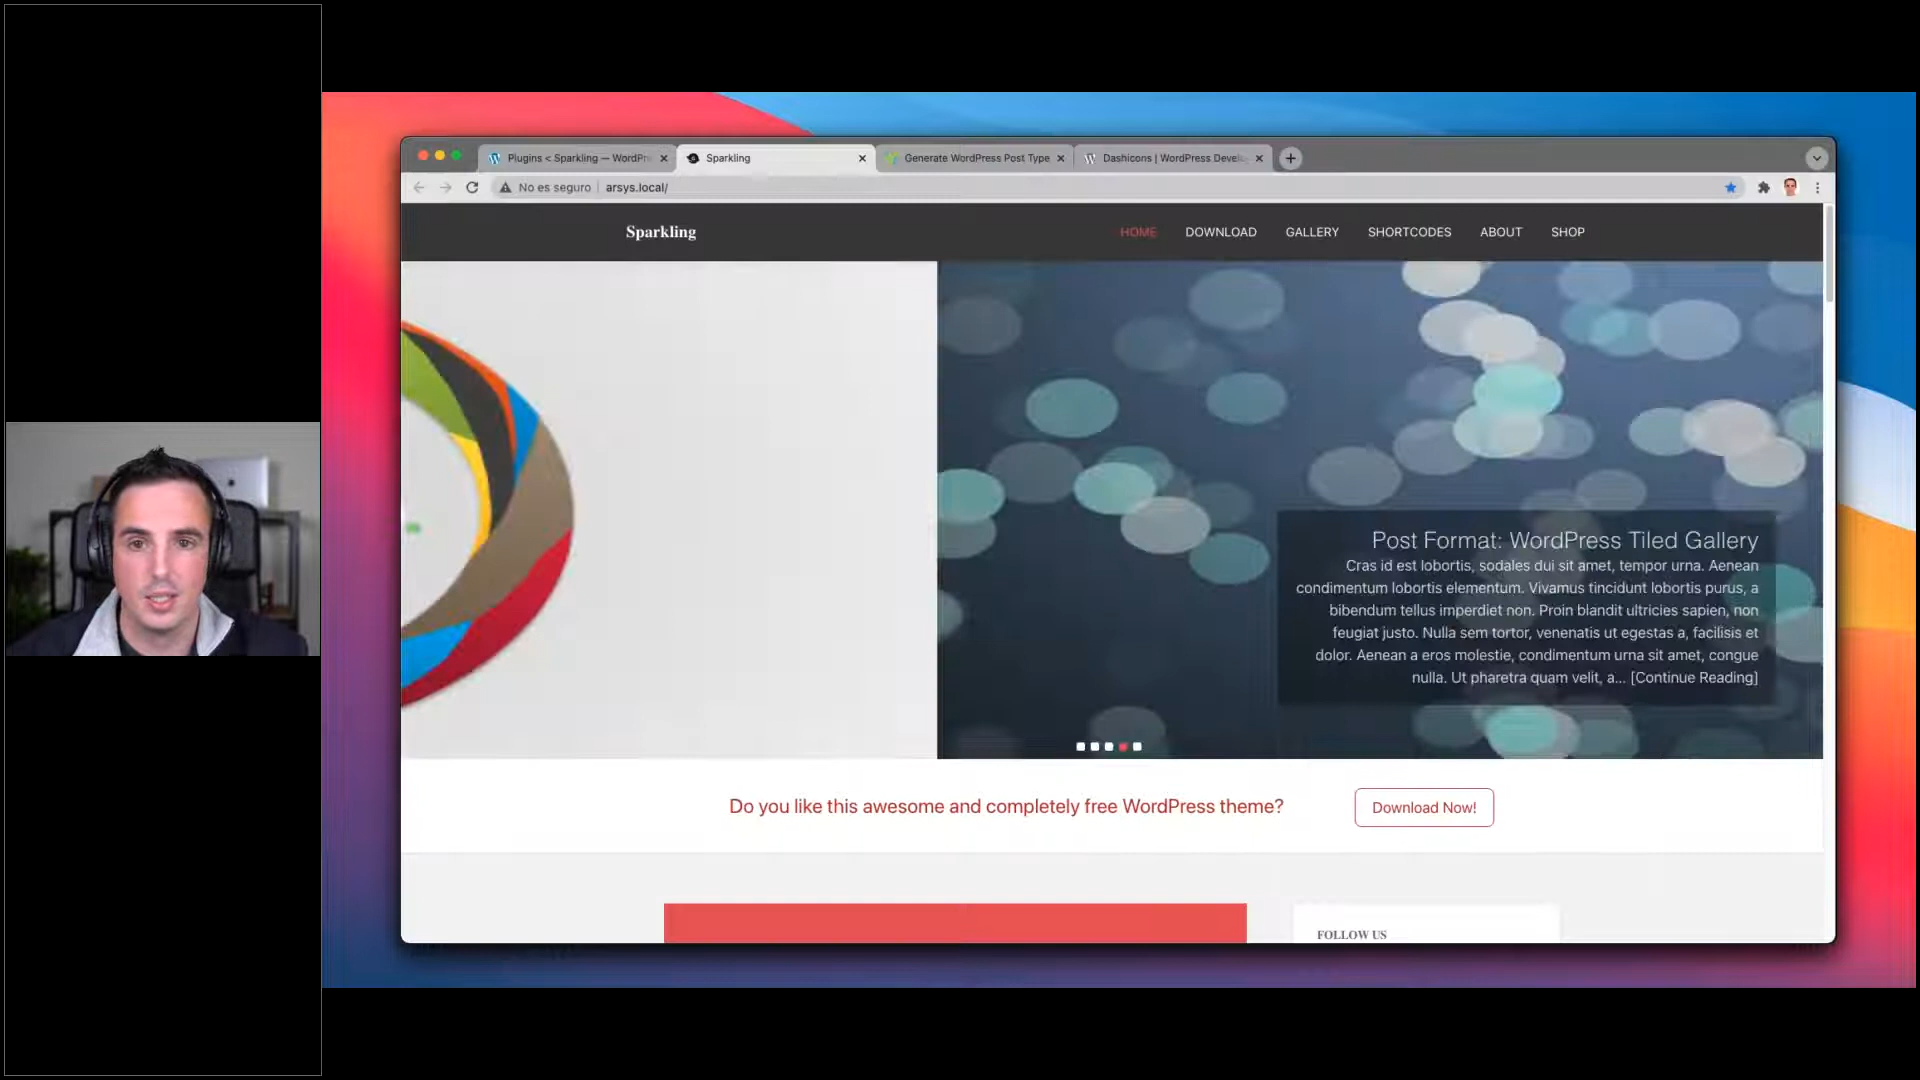 Plugins < Sparkling — WordPr
Sparkling
Generate WordPress Post Type
Dashicons | WordPress Develo
No es seguro
arsys.local/
Sparkling
HOME
DOWNLOAD
GALLERY
SHORTCODES
ABOUT
SHOP
Post Format: WordPress Tiled Gallery
Cras id est lobortis, sodales dui sit amet, tempor urna. Aenean
condimentum lobortis elementum. Vivamus tincidunt lobortis purus, a
bibendum tellus imperdiet non. Proin blandit ultricies sapien, non
feugiat justo. Nulla sem tortor, venenatis ut egestas a, facilisis et
dolor. Aenean a eros molestie, condimentum urna sit amet, congue
nulla. Ut pharetra quam velit, a... [Continue Reading]
Do you like this awesome and completely free WordPress theme?
Download Now!
FOLLOW US